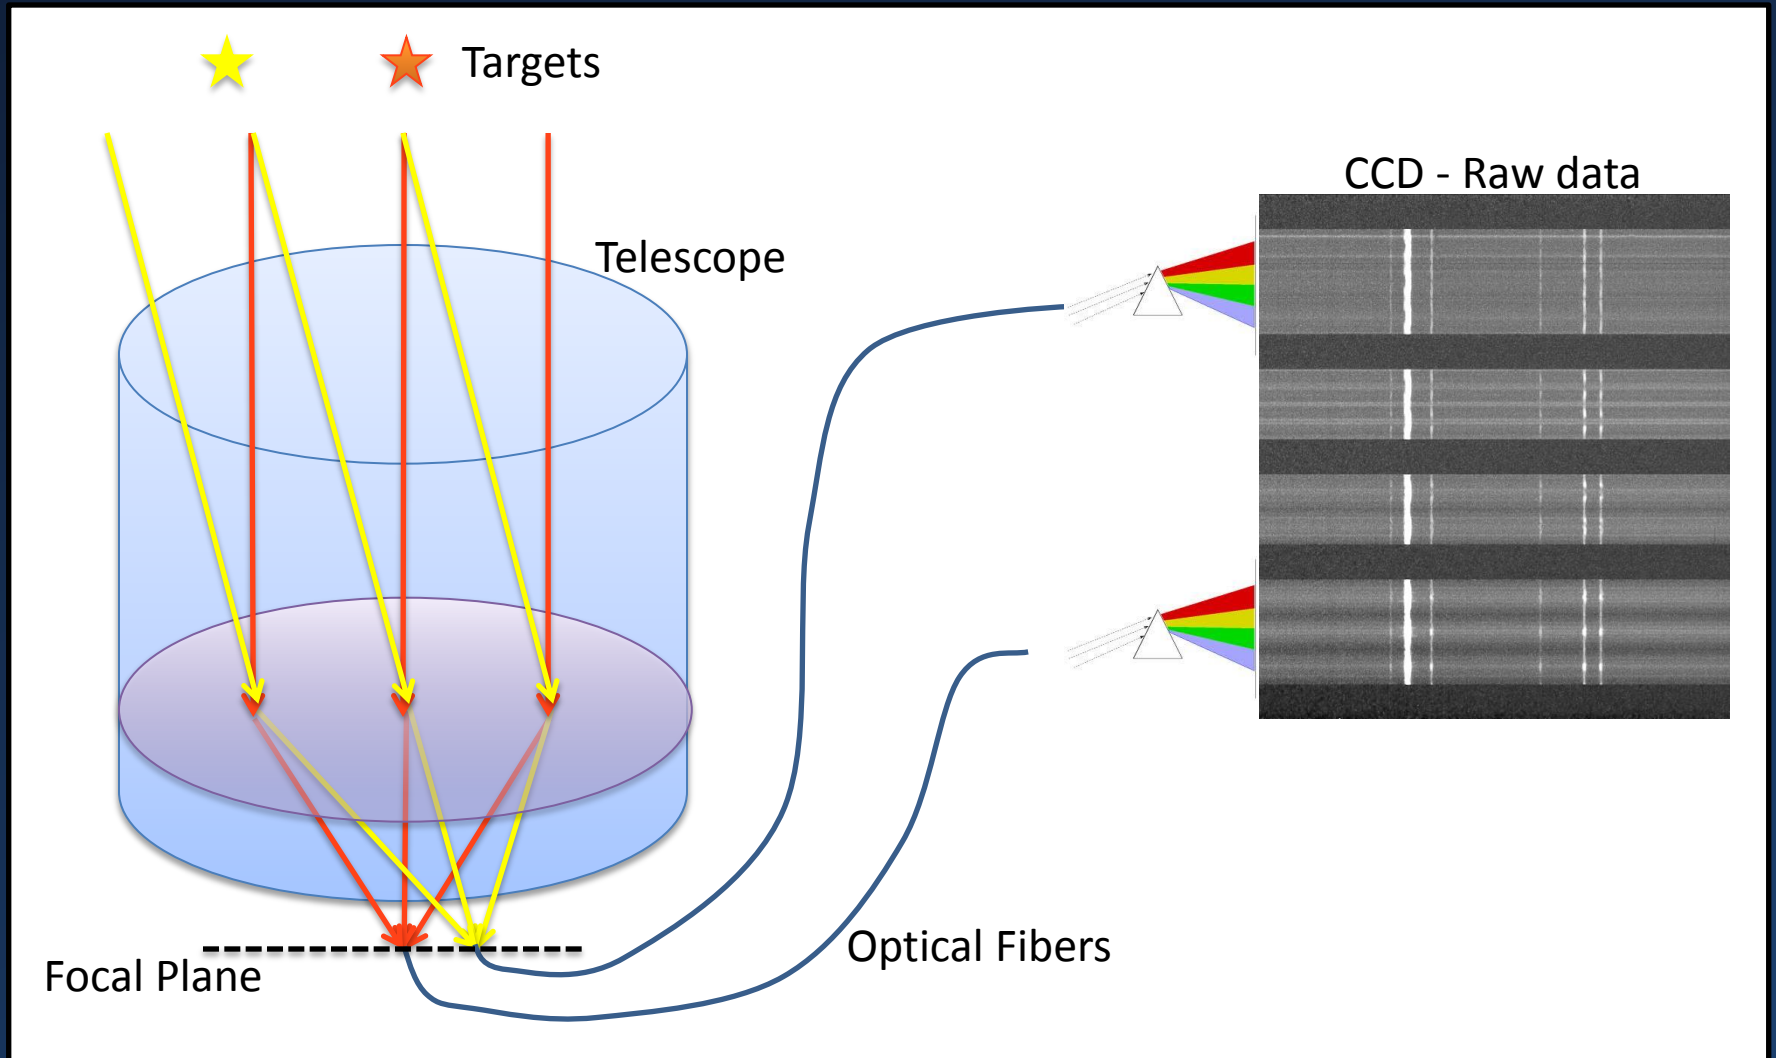 Targets
Telescope
CCD - Raw data
Optical Fibers
Focal Plane